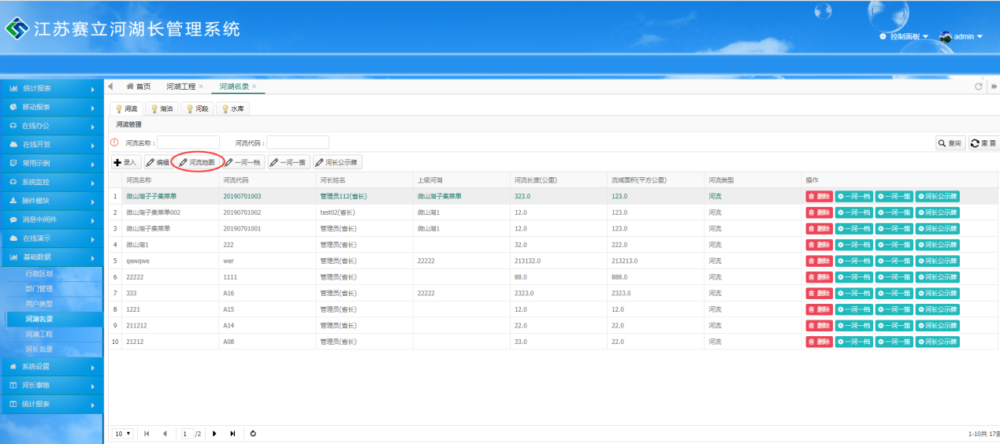 江苏赛立河湖长管理系统
控制面板 admin
统计报表
移动报表
在线办公
在线开发
常用示例
系统监控
插件模块
消息中间件
在线演示
基础数据
行政区划
部门管理
用户类型
河湖名录
河湖工程
河长名录
系统设置
河长事物
统计报表
首页 河湖工程 河湖名录
河流 湖泊 河段 水库
河流管理
河流名称： 河流代码： 查询 重置
录入 编辑 河流地图 一河一档 一河一策 河长公示牌
河流名称 河流代码 河长姓名 上级河湖 河流长度(公里) 流域面积(平方公里) 河流类型 操作
1 微山湖子子集菜单 20190701003 管理员112(省长) 微山湖子集菜单 323.0 123.0 河流 删除 一河一档 一河一策 河长公示牌
2 微山湖子集菜单002 20190701002 test02(省长) 微山湖1 12.0 123.0 河流 删除 一河一档 一河一策 河长公示牌
3 微山湖子集菜单 20190701001 管理员(省长) 微山湖1 12.0 123.0 河流 删除 一河一档 一河一策 河长公示牌
4 微山湖1 222 管理员(省长) 32.0 222.0 河流 删除 一河一档 一河一策 河长公示牌
5 qewqwe wer 管理员(省长) 22222 213132.0 213213.0 河流 删除 一河一档 一河一策 河长公示牌
6 22222 1111 管理员(省长) 88.0 888.0 河流 删除 一河一档 一河一策 河长公示牌
7 333 A16 管理员(省长) 22222 2323.0 2323.0 河流 删除 一河一档 一河一策 河长公示牌
8 1221 A15 管理员(省长) 12.0 12.0 河流 删除 一河一档 一河一策 河长公示牌
9 211212 A14 管理员(省长) 22.0 22.0 河流 删除 一河一档 一河一策 河长公示牌
10 21212 A08 管理员(省长) 33.0 22.0 河流 删除 一河一档 一河一策 河长公示牌
10 1 /2 1-10共 17条